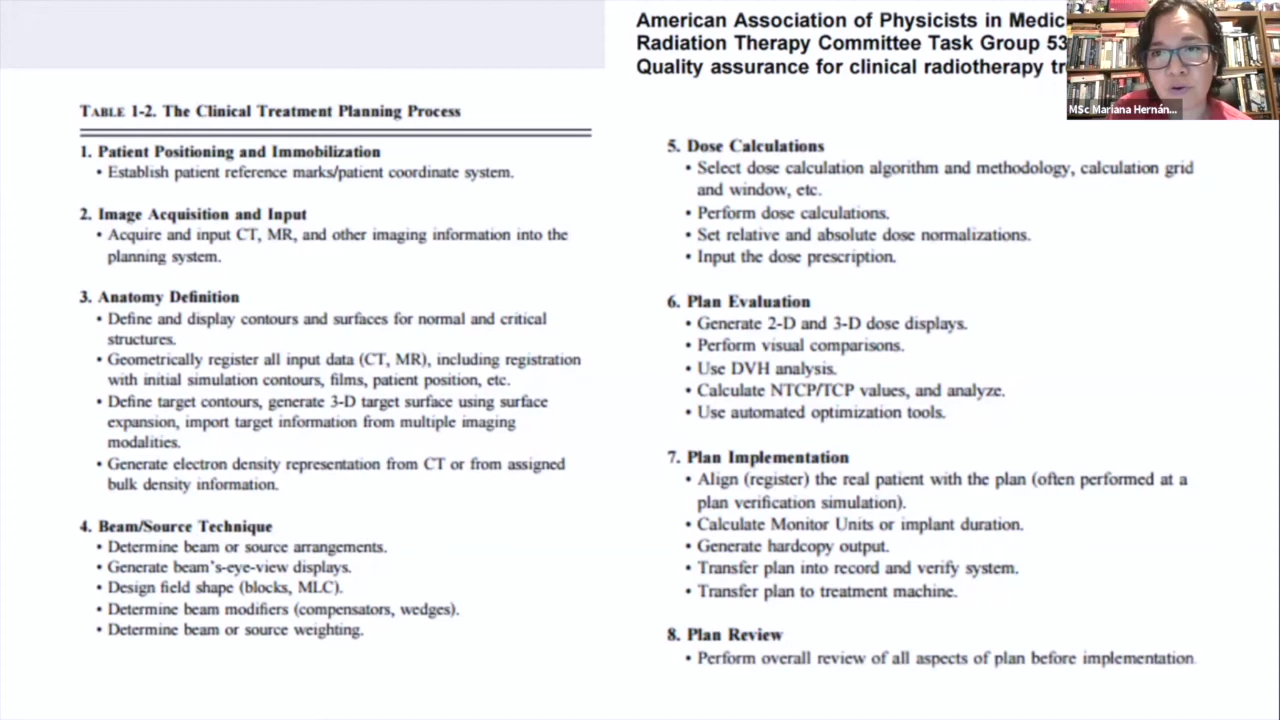 American Association of Physicists in Medic
Radiation Therapy Committee Task Group 53
Quality assurance for clinical radiotherapy tr
MSc Mariana Hernán...
TABLE 1-2. The Clinical Treatment Planning Process
1. Patient Positioning and Immobilization
• Establish patient reference marks/patient coordinate system.
2. Image Acquisition and Input
• Acquire and input CT, MR, and other imaging information into the
planning system.
3. Anatomy Definition
• Define and display contours and surfaces for normal and critical
structures.
• Geometrically register all input data (CT, MR), including registration
with initial simulation contours, films, patient position, etc.
• Define target contours, generate 3-D target surface using surface
expansion, import target information from multiple imaging
modalities.
• Generate electron density representation from CT or from assigned
bulk density information.
4. Beam/Source Technique
• Determine beam or source arrangements.
• Generate beam's-eye-view displays.
• Design field shape (blocks, MLC).
• Determine beam modifiers (compensators, wedges).
• Determine beam or source weighting.
5. Dose Calculations
• Select dose calculation algorithm and methodology, calculation grid
and window, etc.
• Perform dose calculations.
• Set relative and absolute dose normalizations.
• Input the dose prescription.
6. Plan Evaluation
• Generate 2-D and 3-D dose displays.
• Perform visual comparisons.
• Use DVH analysis.
• Calculate NTCP/TCP values, and analyze.
• Use automated optimization tools.
7. Plan Implementation
• Align (register) the real patient with the plan (often performed at a
plan verification simulation).
• Calculate Monitor Units or implant duration.
• Generate hardcopy output.
• Transfer plan into record and verify system.
• Transfer plan to treatment machine.
8. Plan Review
• Perform overall review of all aspects of plan before implementation.